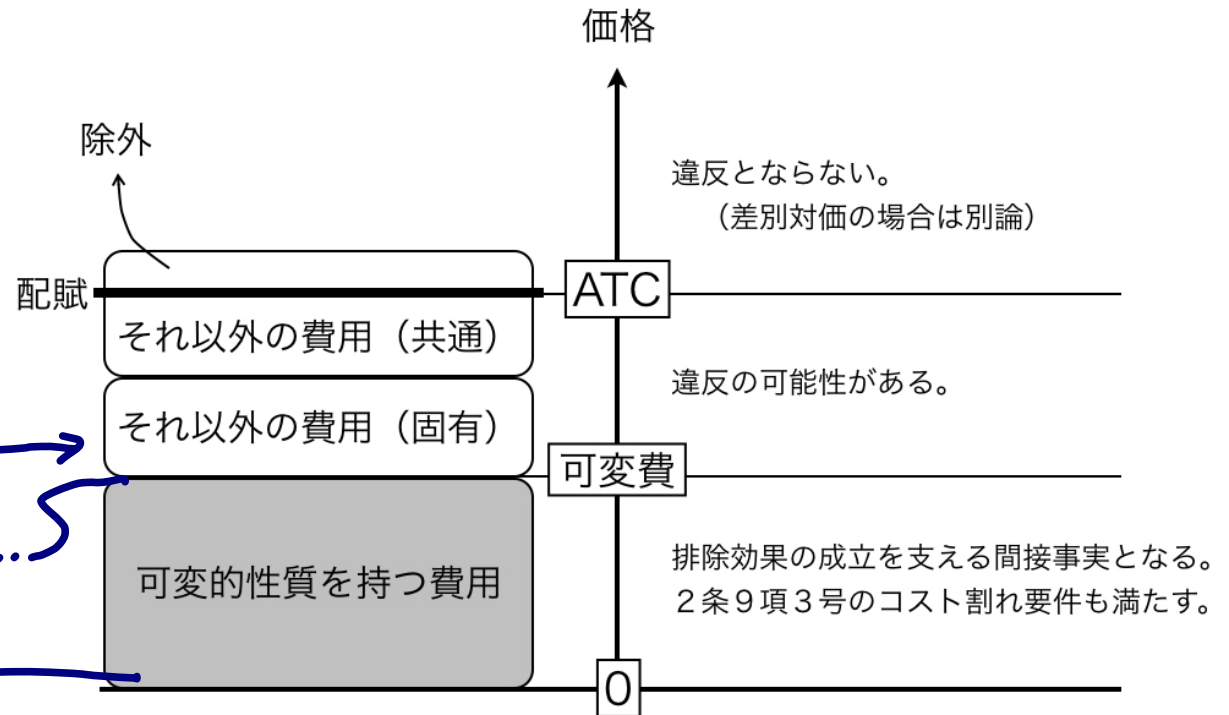 価格
除外
違反とならない。
（差別対価の場合は別論）
配賦
ATC
それ以外の費用（共通）
違反の可能性がある。
それ以外の費用（固有）
可変費
可変的性質を持つ費用
排除効果の成立を支える間接事実となる。
２条９項３号のコスト割れ要件も満たす。
0